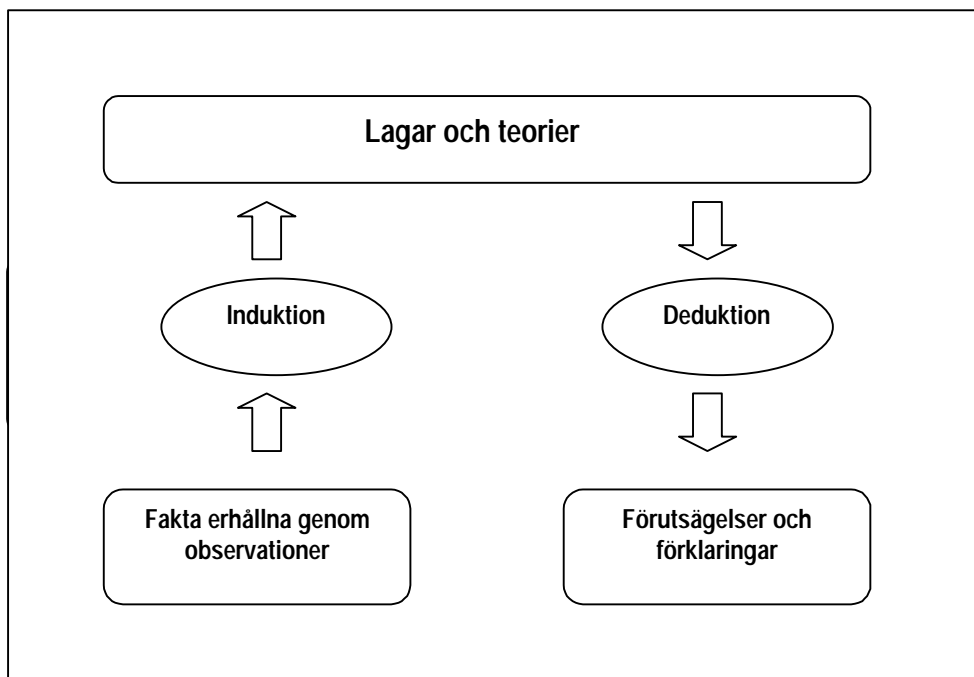 Lagar och teorier
Induktion
Deduktion
Fakta erhållna genom
observationer
Förutsägelser och
förklaringar